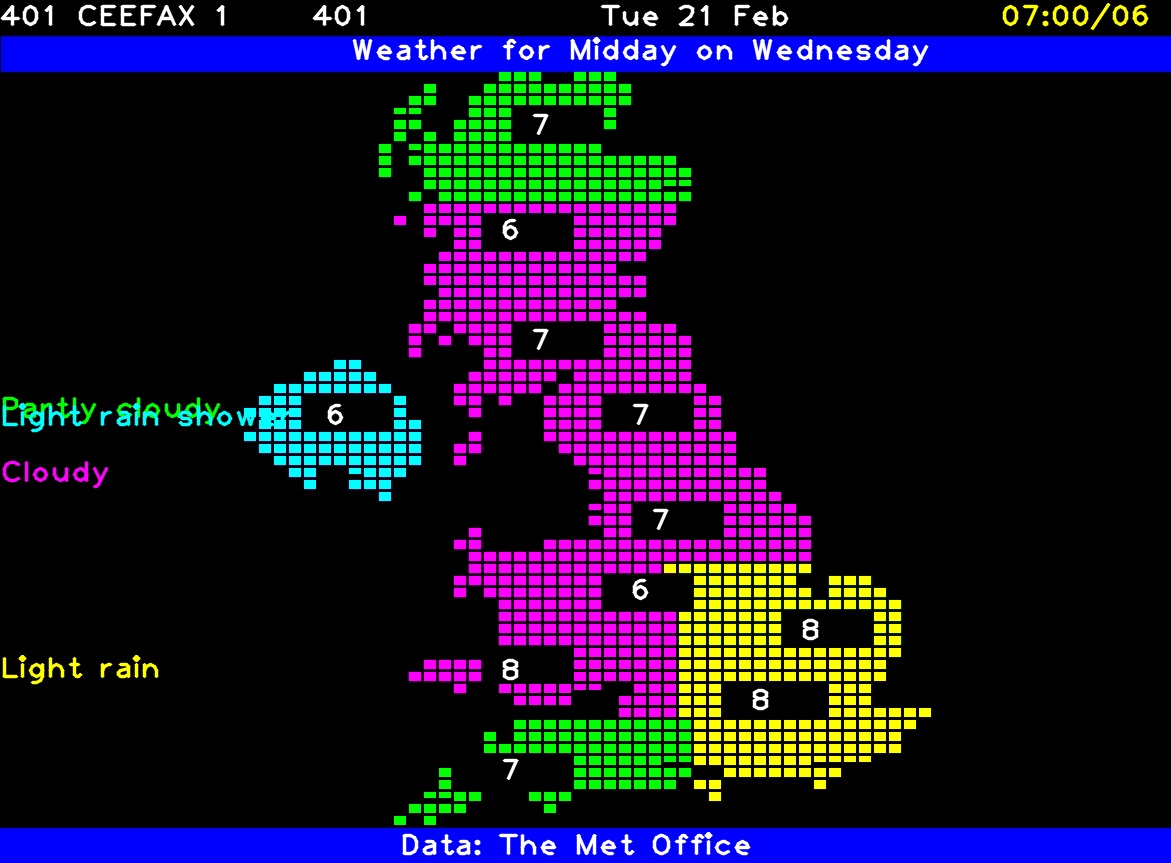 401 CEEFAX 1 401 Tue 21 Feb 07:00/06
Weather for Midday on Wednesday
7
6
7
Partly cloudy
Light rain shower
6
7
Cloudy
7
6
8
Light rain
8
8
7
Data: The Met Office